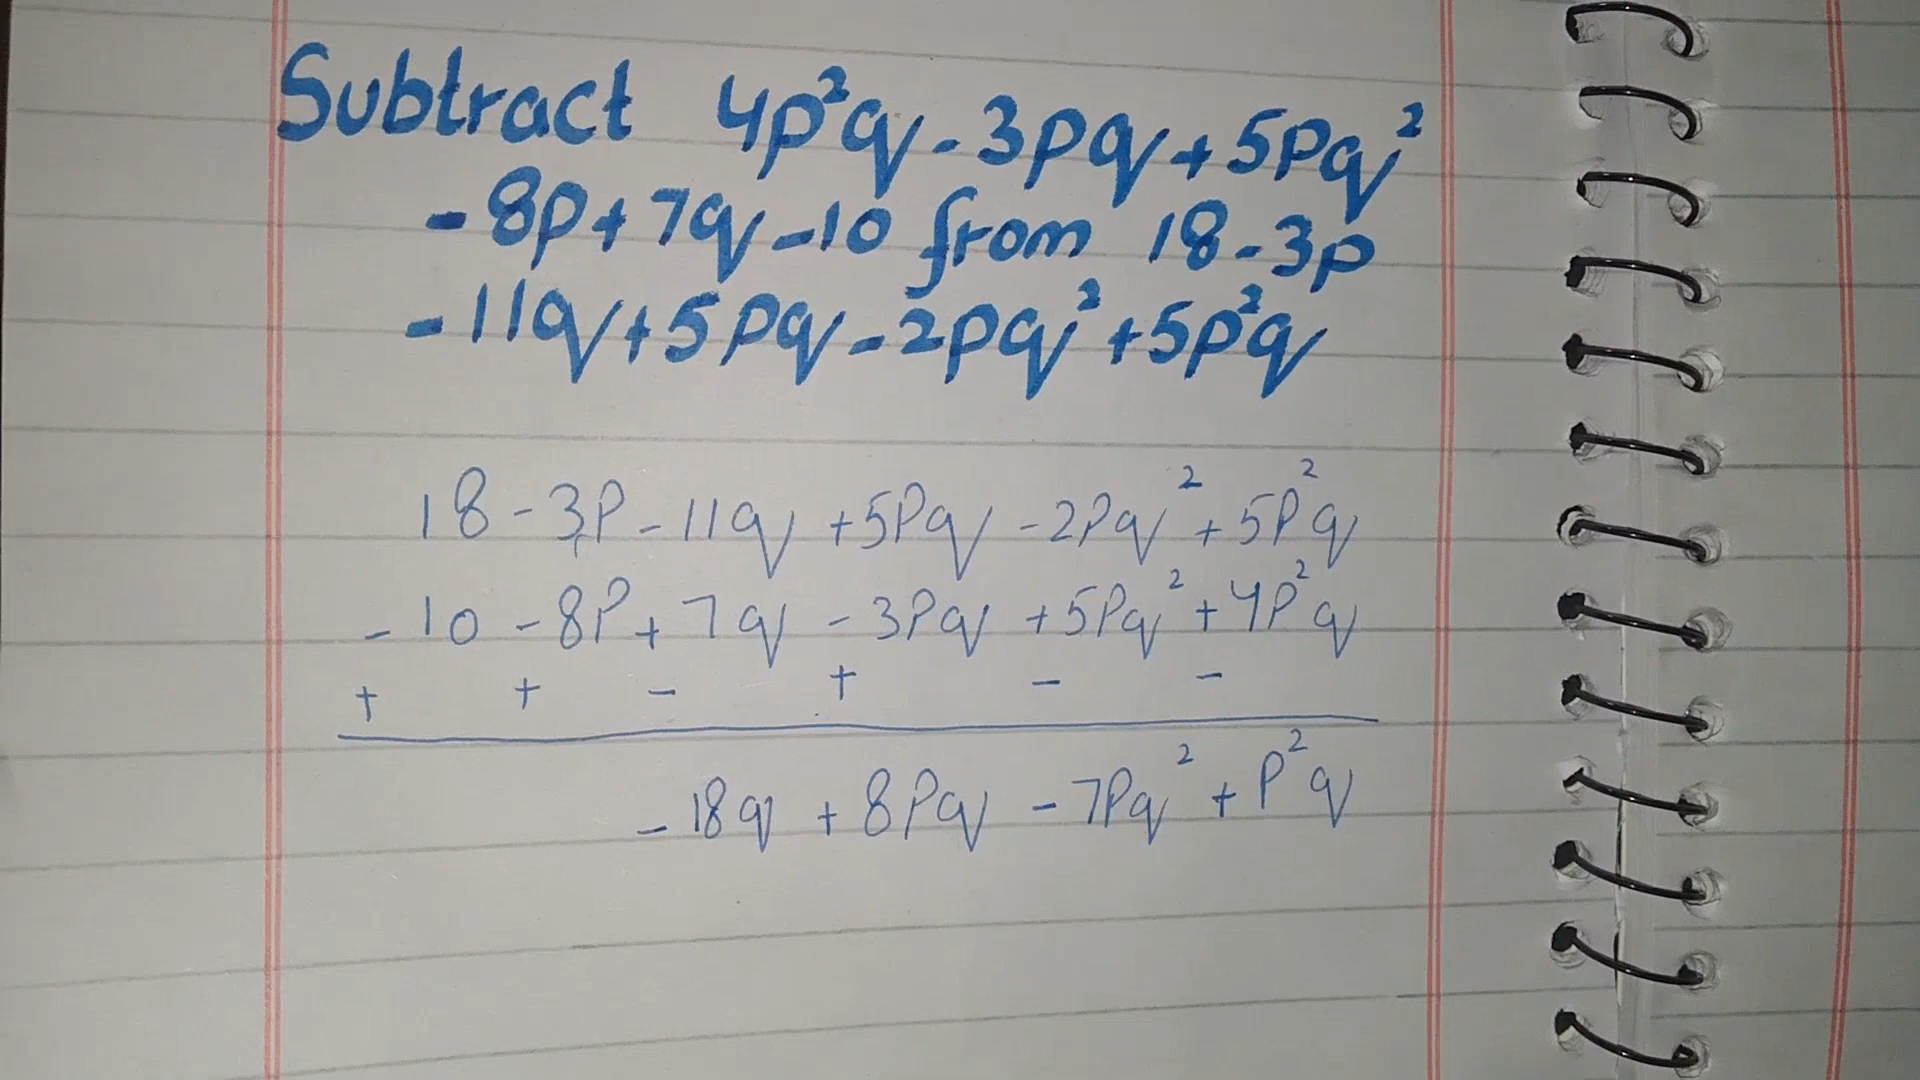 Subtract 4p²q - 3pq + 5pq²
- 8p + 7q - 10 from 18 - 3p
- 11q + 5pq - 2pq² + 5p²q
18 - 3p - 11q + 5pq - 2pq² + 5p²q
- 10 - 8p + 7q - 3pq + 5pq² + 4p²q
+ + - + - -
- 18q + 8pq - 7pq² + p²q